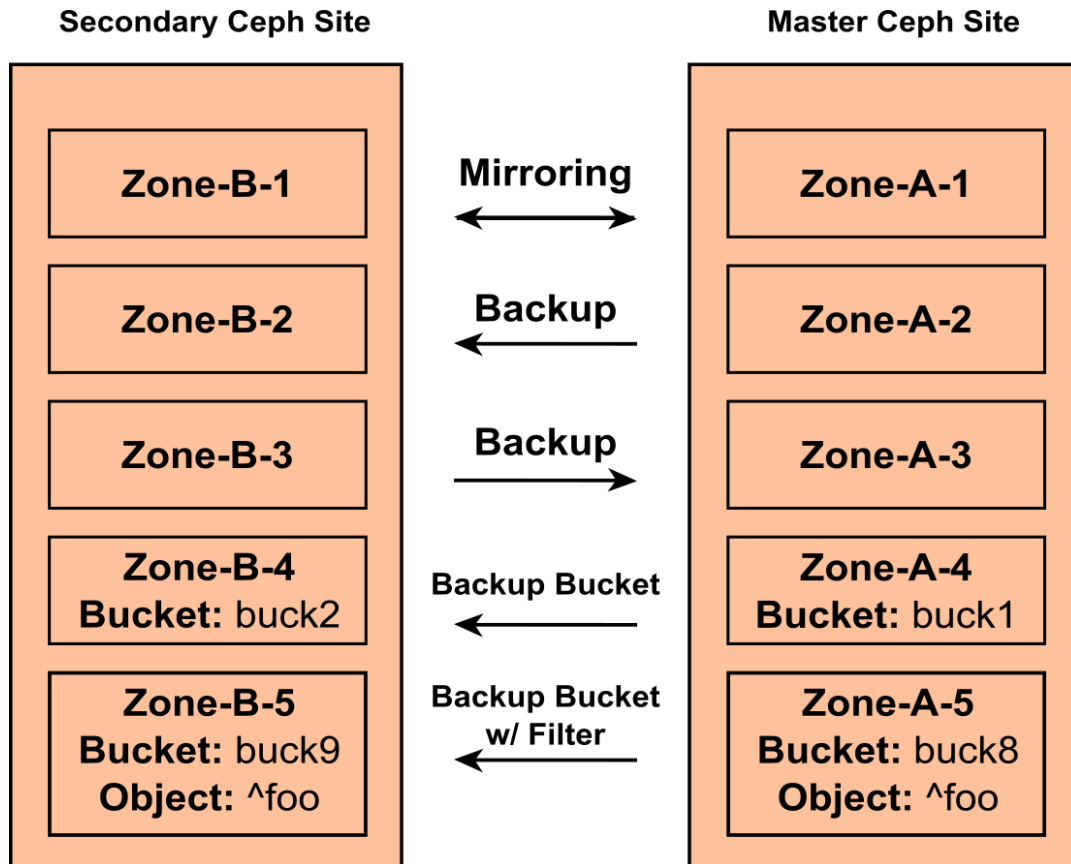 Secondary Ceph Site
Master Ceph Site
Zone-B-1
Mirroring
Zone-A-1
Zone-B-2
Backup
Zone-A-2
Zone-B-3
Backup
Zone-A-3
Zone-B-4
Bucket: buck2
Backup Bucket
Zone-A-4
Bucket: buck1
Zone-B-5
Bucket: buck9
Object: ^foo
Backup Bucket
w/ Filter
Zone-A-5
Bucket: buck8
Object: ^foo